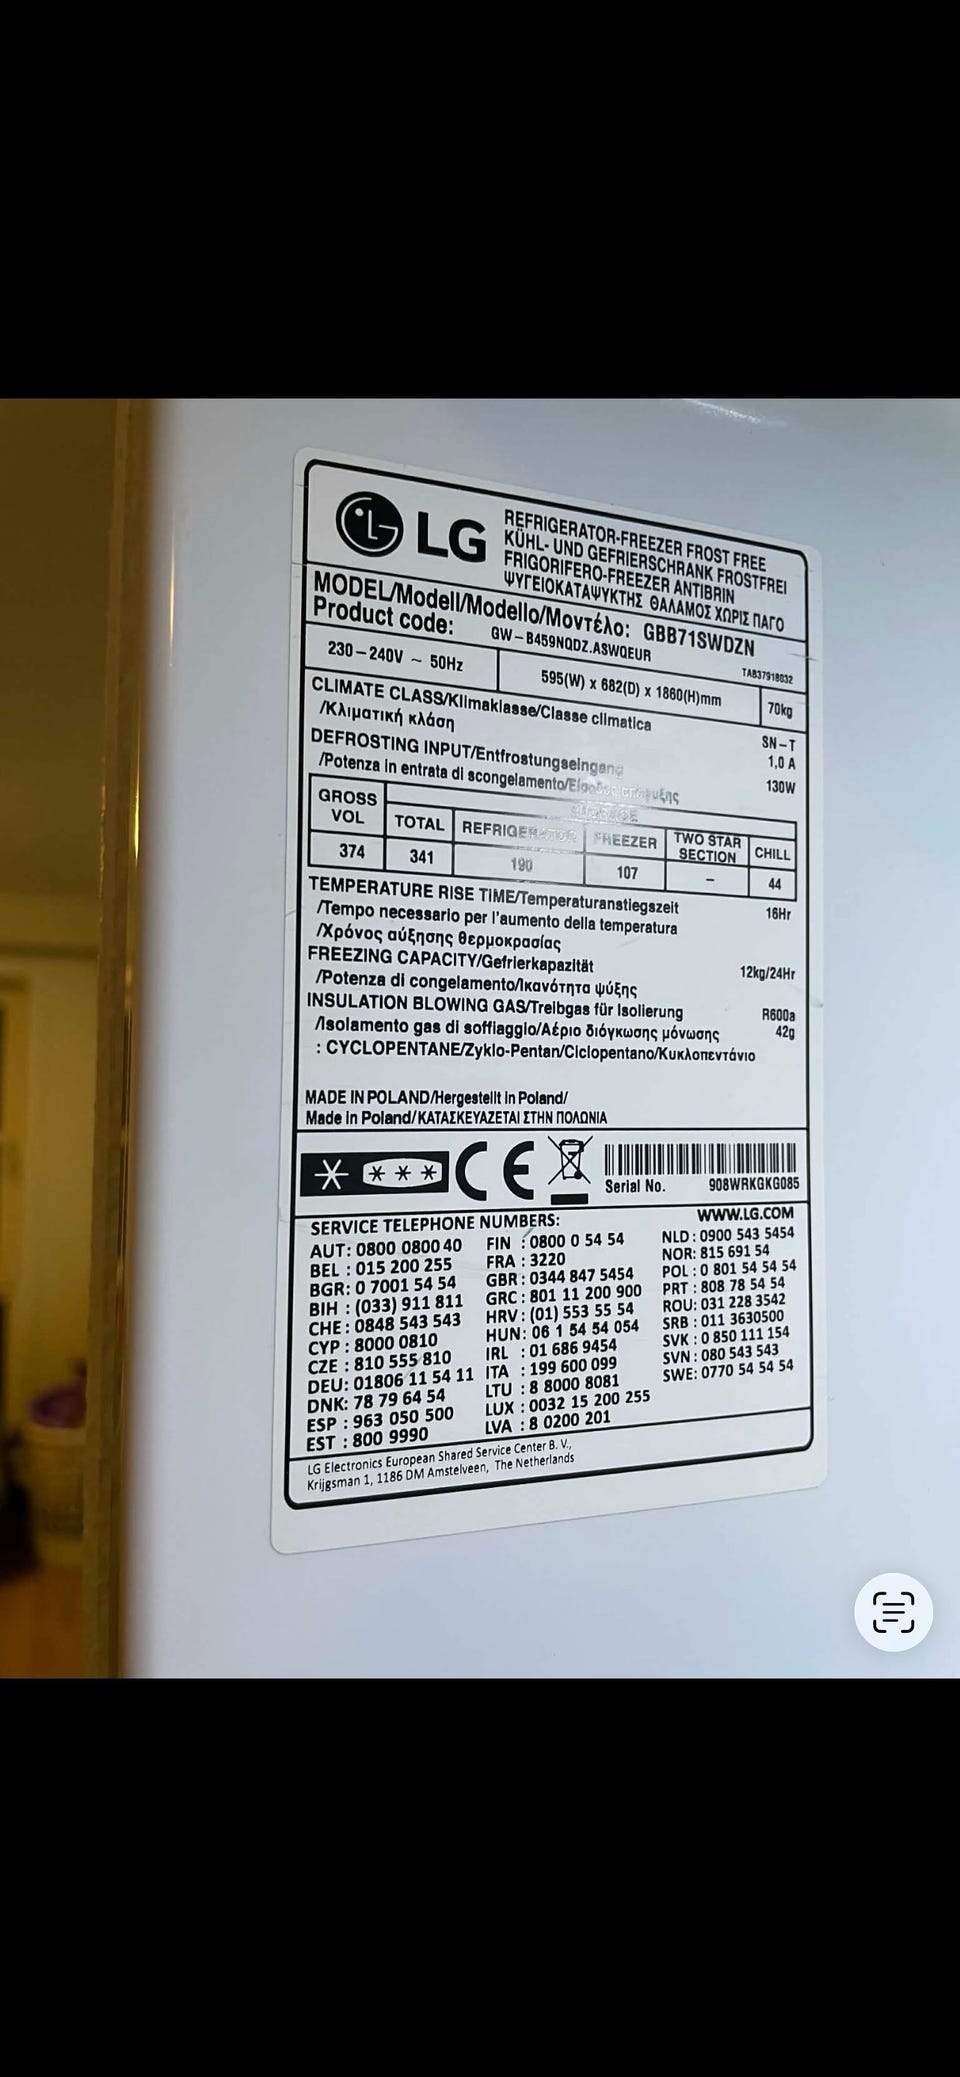 LG
REFRIGERATOR-FREEZER FROST FREE
KÜHL- UND GEFRIERSCHRANK FROSTFREI
FRIGORIFERO-FREEZER ANTIBRIN
ΨΥΓΕΙΟΚΑΤΑΨΥΚΤΗΣ ΘΑΛΑΜΟΣ ΧΩΡΙΣ ΠΑΓΟ
MODEL/Modell/Modello/Μοντέλο: GBB71SWDZN
Product code: GW-B459NQDZ.ASWQEUR
TAB37918032
230-240V ~ 50Hz 595(W) x 682(D) x 1860(H)mm 70kg
CLIMATE CLASS/Klimaklasse/Classe climatica SN-T
/Κλιματική κλάση 1,0 A
DEFROSTING INPUT/Entfrostungseingang 130W
/Potenza in entrata di scongelamento/Είσοδος απόψυξης
GROSS VOL TOTAL REFRIGERATOR FREEZER TWO STAR SECTION CHILL
374 341 190 107 - 44
TEMPERATURE RISE TIME/Temperaturanstiegszeit 16Hr
/Tempo necessario per l'aumento della temperatura
/Χρόνος αύξησης θερμοκρασίας
FREEZING CAPACITY/Gefrierkapazität 12kg/24Hr
/Potenza di congelamento/Ικανότητα ψύξης
INSULATION BLOWING GAS/Treibgas für Isolierung R600a
/Isolamento gas di soffiaggio/Αέριο διόγκωσης μόνωσης 42g
: CYCLOPENTANE/Zyklo-Pentan/Ciclopentano/Κυκλοπεντάνιο
MADE IN POLAND/Hergestellt in Poland/
Made in Poland/ΚΑΤΑΣΚΕΥΑΖΕΤΑΙ ΣΤΗΝ ΠΟΛΩΝΙΑ
CE
Serial No. 908WRKGKG085
SERVICE TELEPHONE NUMBERS: WWW.LG.COM
AUT: 0800 0800 40
BEL : 015 200 255
BGR: 0 7001 54 54
BIH : (033) 911 811
CHE : 0848 543 543
CYP : 8000 0810
CZE : 810 555 810
DEU: 01806 11 54 11
DNK: 78 79 64 54
ESP : 963 050 500
EST : 800 9990
FIN : 0800 0 54 54
FRA : 3220
GBR : 0344 847 5454
GRC : 801 11 200 900
HRV : (01) 553 55 54
HUN: 06 1 54 54 054
IRL : 01 686 9454
ITA : 199 600 099
LTU : 8 8000 8081
LUX : 0032 15 200 255
LVA : 8 0200 201
NLD : 0900 543 5454
NOR: 815 691 54
POL : 0 801 54 54 54
PRT : 808 78 54 54
ROU: 031 228 3542
SRB : 011 3630500
SVK : 0 850 111 154
SVN : 080 543 543
SWE: 0770 54 54 54
LG Electronics European Shared Service Center B. V.,
Krijgsman 1, 1186 DM Amstelveen, The Netherlands